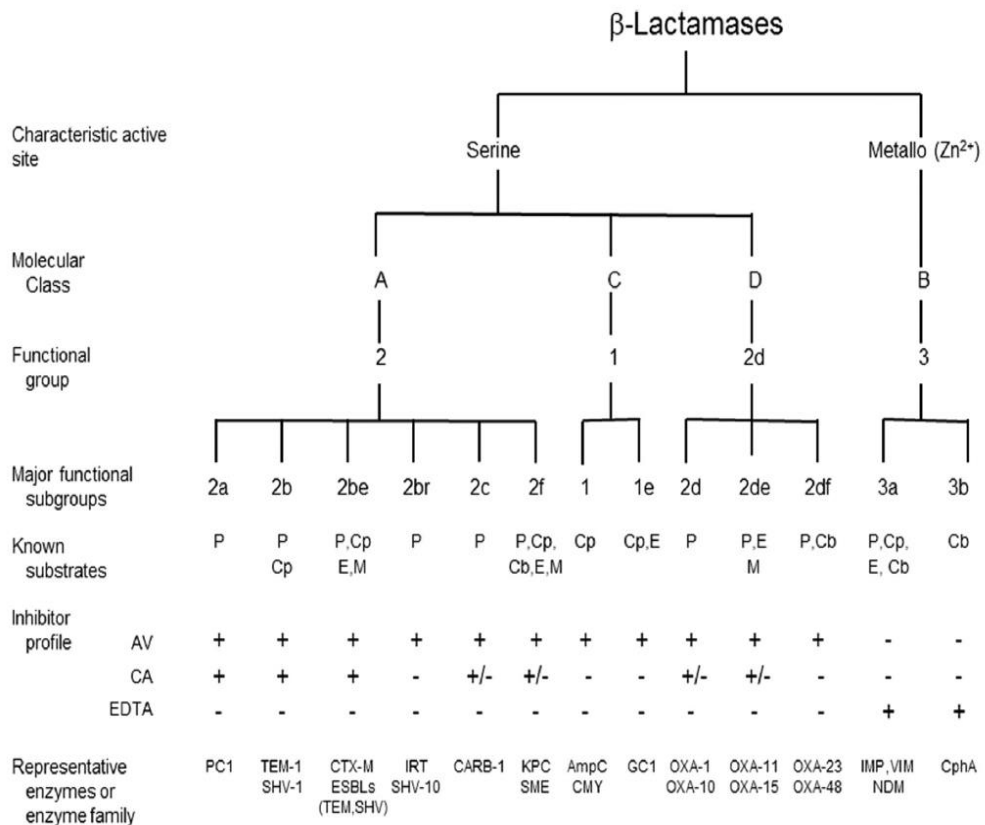 β-Lactamases
Characteristic active
site
Serine Metallo (Zn²⁺)
Molecular
Class
A C D B
Functional
group
2 1 2d 3
Major functional
subgroups
2a 2b 2be 2br 2c 2f 1 1e 2d 2de 2df 3a 3b
Known
substrates
P P P,Cp P P P,Cp, Cp Cp,E P P,E P,Cb P,Cp, Cb
Cp E,M Cb,E,M M E, Cb
Inhibitor
profile
AV + + + + + + + + + + + - -
CA + + + - +/- +/- - - +/- +/- - - -
EDTA - - - - - - - - - - - + +
Representative
enzymes or
enzyme family
PC1 TEM-1 CTX-M IRT CARB-1 KPC AmpC GC1 OXA-1 OXA-11 OXA-23 IMP,VIM CphA
SHV-1 ESBLs SHV-10 SME CMY OXA-10 OXA-15 OXA-48 NDM
(TEM,SHV)